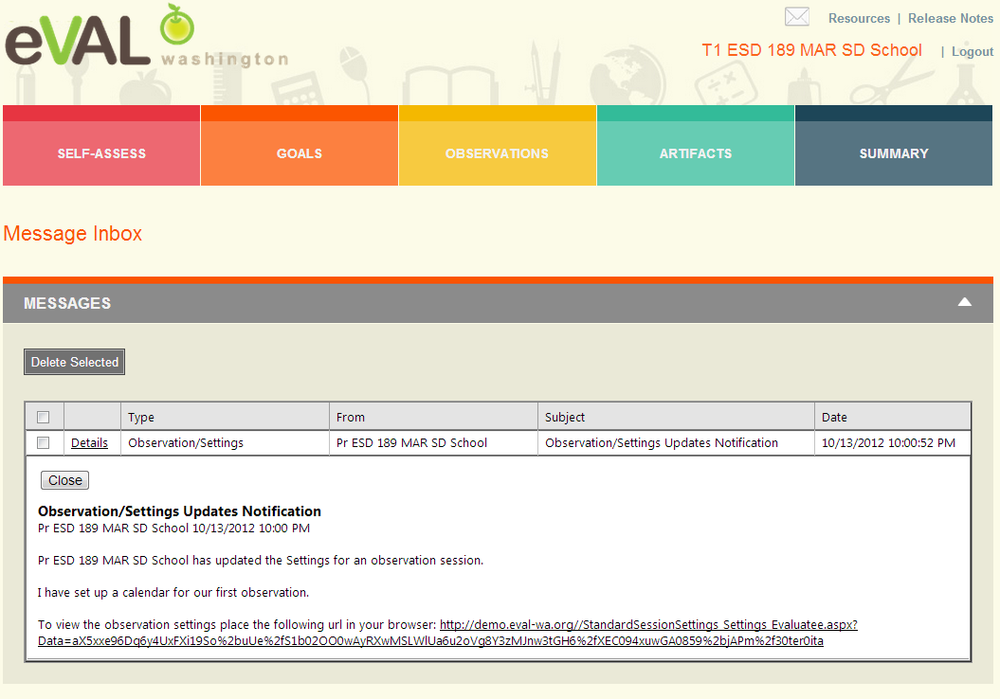 eVAL washington
Resources | Release Notes
T1 ESD 189 MAR SD School | Logout
SELF-ASSESS GOALS OBSERVATIONS ARTIFACTS SUMMARY
Message Inbox
MESSAGES
Delete Selected
Type From Subject Date
Details Observation/Settings Pr ESD 189 MAR SD School Observation/Settings Updates Notification 10/13/2012 10:00:52 PM
Close
Observation/Settings Updates Notification
Pr ESD 189 MAR SD School 10/13/2012 10:00 PM
Pr ESD 189 MAR SD School has updated the Settings for an observation session.
I have set up a calendar for our first observation.
To view the observation settings place the following url in your browser: http://demo.eval-wa.org//StandardSessionSettings_Settings_Evaluatee.aspx?
Data=aX5xxe96Dq6y4UxFXi19So%2buUe%2fS1b02OO0wAyRXwMSLWlUa6u2oVg8Y3zMJnw3tGH6%2fXEC094xuwGA0859%2bjAPm%2f30ter0ita